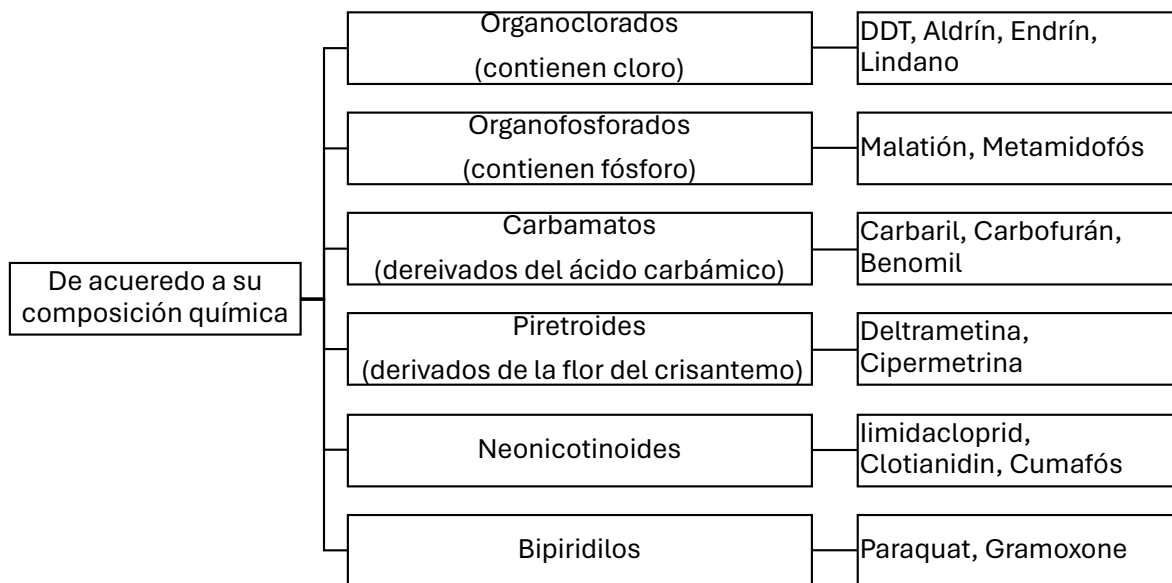 De acueredo a su
composición química
Organoclorados
(contienen cloro)
DDT, Aldrín, Endrín,
Lindano
Organofosforados
(contienen fósforo)
Malatión, Metamidofós
Carbamatos
(dereivados del ácido carbámico)
Carbaril, Carbofurán,
Benomil
Piretroides
(derivados de la flor del crisantemo)
Deltrametina,
Cipermetrina
Neonicotinoides
Iimidacloprid,
Clotianidin, Cumafós
Bipiridilos
Paraquat, Gramoxone